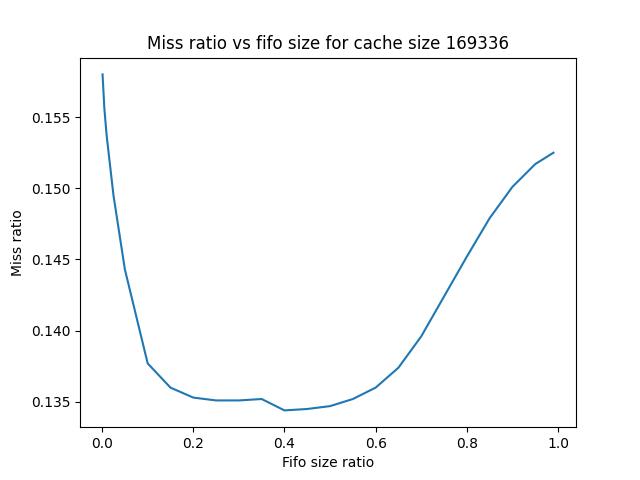 Miss ratio vs fifo size for cache size 169336
Miss ratio
0.155
0.150
0.145
0.140
0.135
0.0 0.2 0.4 0.6 0.8 1.0
Fifo size ratio